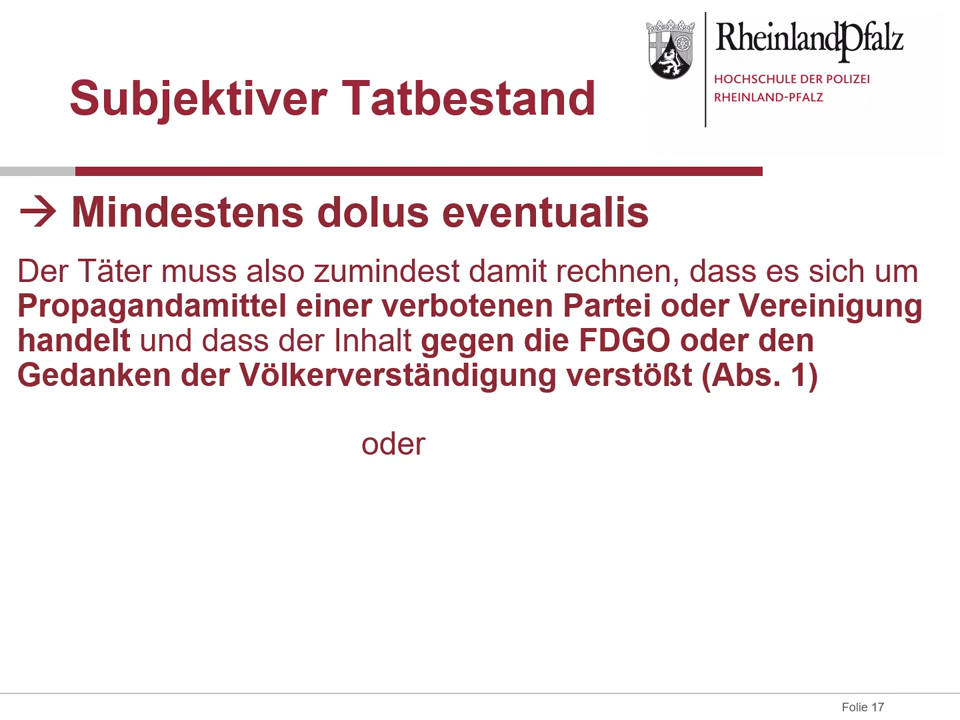 RheinlandPfalz
HOCHSCHULE DER POLIZEI
RHEINLAND-PFALZ
Subjektiver Tatbestand
→ Mindestens dolus eventualis
Der Täter muss also zumindest damit rechnen, dass es sich um
Propagandamittel einer verbotenen Partei oder Vereinigung
handelt und dass der Inhalt gegen die FDGO oder den
Gedanken der Völkerverständigung verstößt (Abs. 1)
oder
Folie 17